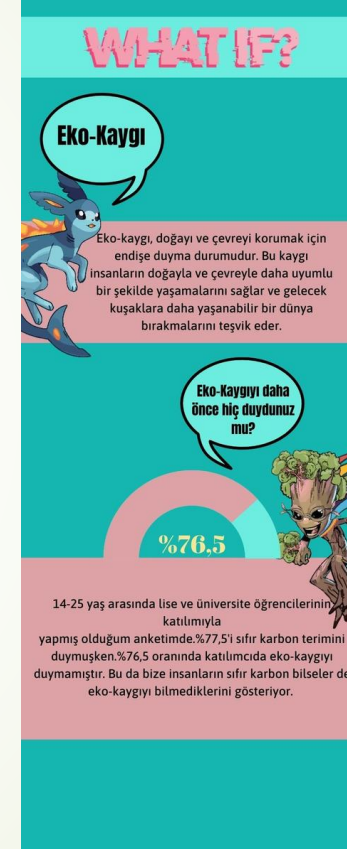 WHAT IF?
Eko-Kaygı
Eko-kaygı, doğayı ve çevreyi korumak için
endişe duyma durumudur. Bu kaygı
insanların doğayla ve çevreyle daha uyumlu
bir şekilde yaşamalarını sağlar ve gelecek
kuşaklara daha yaşanabilir bir dünya
bırakmalarını teşvik eder.
Eko-Kaygıyı daha
önce hiç duydunuz
mu?
%76,5
14-25 yaş arasında lise ve üniversite öğrencilerinin
katılımıyla
yapmış olduğum anketimde.%77,5'i sıfır karbon terimini
duymuşken.%76,5 oranında katılımcıda eko-kaygıyı
duymamıştır. Bu da bize insanların sıfır karbon bilseler de
eko-kaygıyı bilmediklerini gösteriyor.